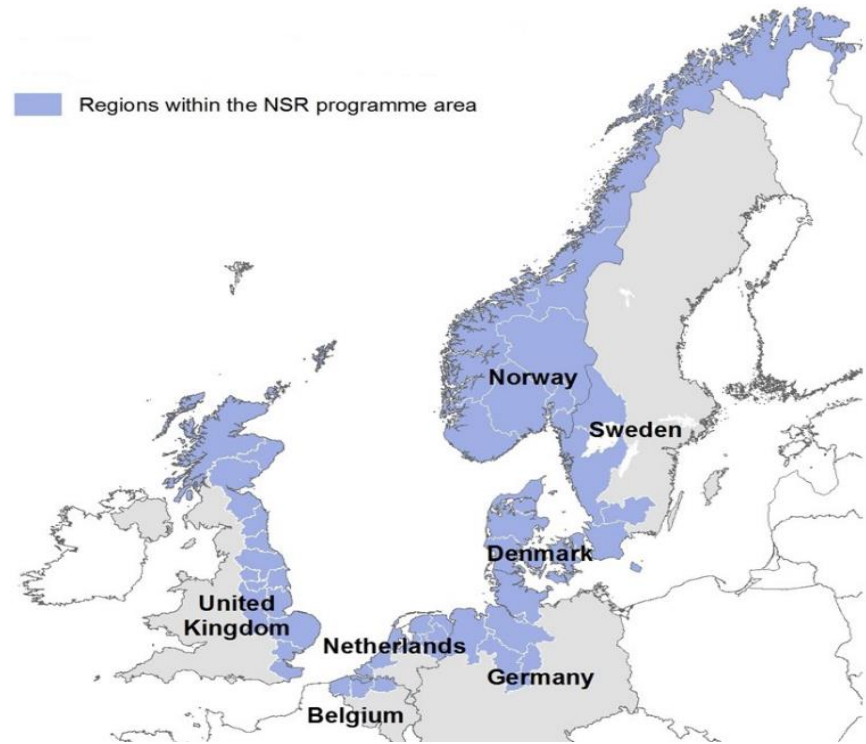 Regions within the NSR programme area
Norway
Sweden
Denmark
United
Kingdom
Netherlands
Germany
Belgium